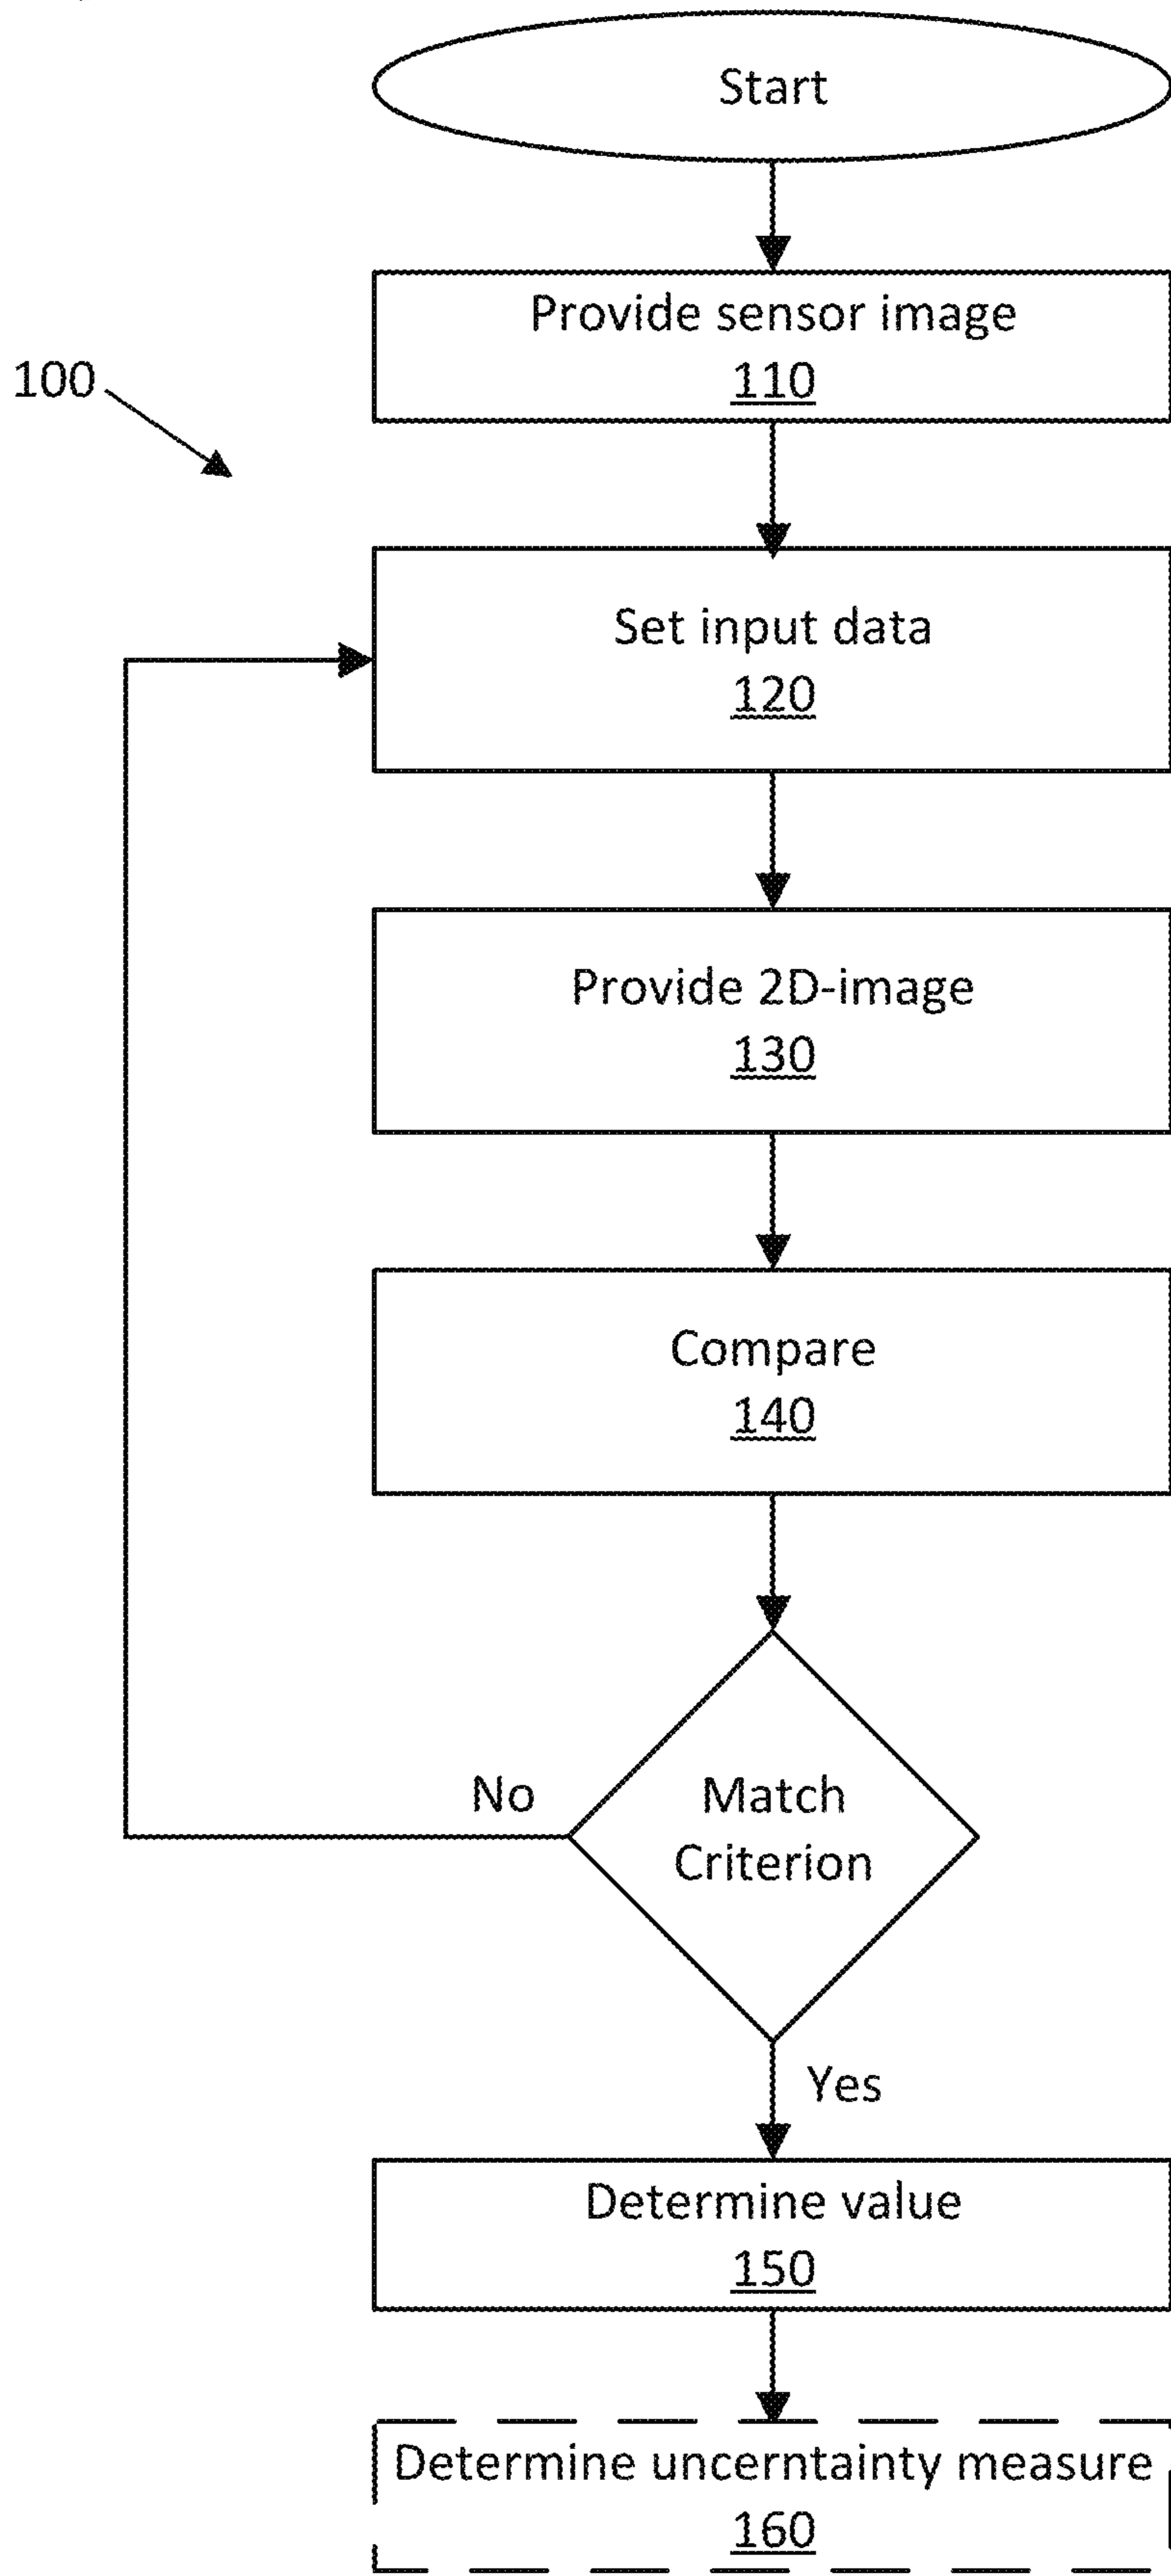 Start
Provide sensor image
110
100
Set input data
120
Provide 2D-image
130
Compare
140
No
Match
Criterion
Yes
Determine value
150
Determine uncerntainty measure
160